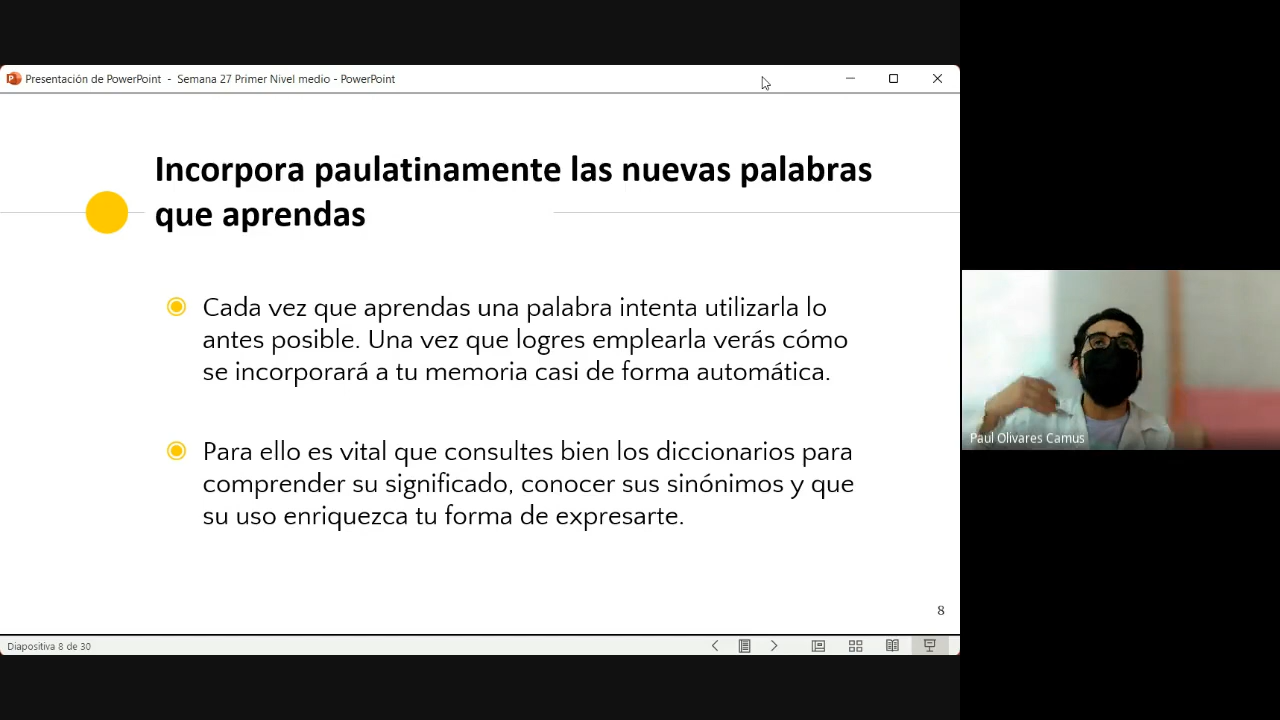 Presentación de PowerPoint - Semana 27 Primer Nivel medio - PowerPoint
Incorpora paulatinamente las nuevas palabras
que aprendas
Cada vez que aprendas una palabra intenta utilizarla lo
antes posible. Una vez que logres emplearla verás cómo
se incorporará a tu memoria casi de forma automática.
Para ello es vital que consultes bien los diccionarios para
comprender su significado, conocer sus sinónimos y que
su uso enriquezca tu forma de expresarte.
8
Diapositiva 8 de 30
Paul Olivares Camus